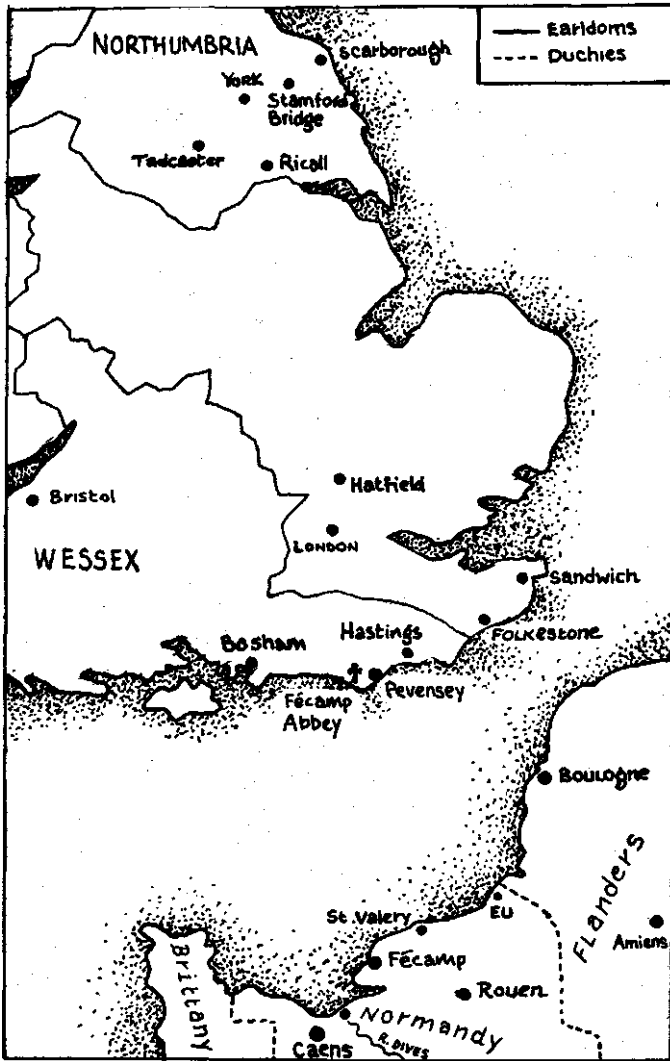 Earldoms
Duchies
NORTHUMBRIA
Scarborough
YORK
Stamford
Bridge
Tadcaster
Ricall
Hatfield
Bristol
LONDON
WESSEX
Sandwich
FOLKESTONE
Hastings
Bosham
Pevensey
Fécamp
Abbey
Boulogne
Flanders
EU
St. Valery
Amiens
Fécamp
Brittany
Rouen
Normandy
R. DIVES
Caens